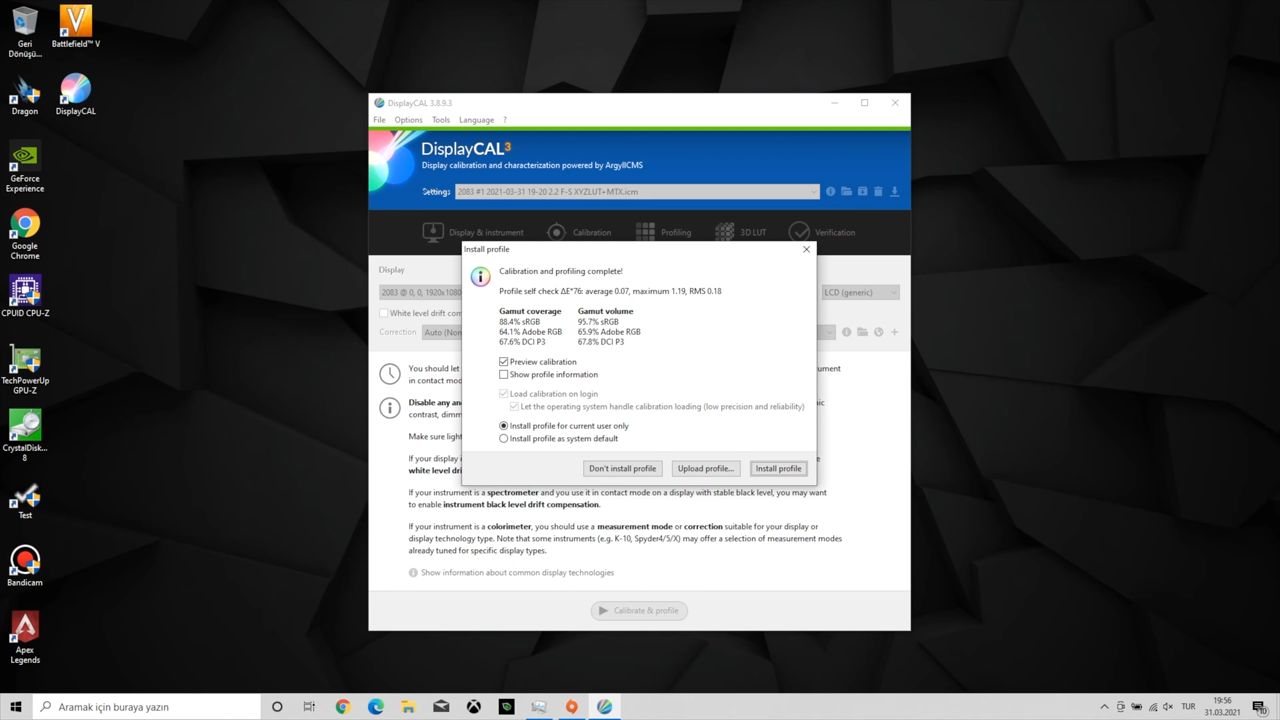 Geri
Dönüşü...
Battlefield™ V
Dragon
DisplayCAL
GeForce
Experience
Google
Chrome
CPUID CPU-Z
TechPowerUp
GPU-Z
CrystalDisk...
8
Test
Bandicam
Apex
Legends
DisplayCAL 3.8.9.3
File Options Tools Language ?
DisplayCAL3
Display calibration and characterization powered by ArgyllCMS
Settings 2083 #1 2021-03-31 19-20 2.2 F-S XYZLUT+MTX.icm
Display & instrument Calibration Profiling 3D LUT Verification
Install profile
Display
2083 @ 0, 0, 1920x1080
LCD (generic)
White level drift com
Correction Auto (Non
Calibration and profiling complete!
Profile self check ΔE*76: average 0.07, maximum 1.19, RMS 0.18
Gamut coverage Gamut volume
88.4% sRGB 95.7% sRGB
64.1% Adobe RGB 65.9% Adobe RGB
67.6% DCI P3 67.8% DCI P3
Preview calibration
Show profile information
Load calibration on login
Let the operating system handle calibration loading (low precision and reliability)
Install profile for current user only
Install profile as system default
Don't install profile Upload profile... Install profile
You should let
in contact mo
ument
Disable any an
contrast, dimm
ic
Make sure light
If your display i
white level dri
If your instrument is a spectrometer and you use it in contact mode on a display with stable black level, you may want
to enable instrument black level drift compensation.
If your instrument is a colorimeter, you should use a measurement mode or correction suitable for your display or
display technology type. Note that some instruments (e.g. K-10, Spyder4/5/X) may offer a selection of measurement modes
already tuned for specific display types.
Show information about common display technologies
Calibrate & profile
Aramak için buraya yazın
TUR
19:56
31.03.2021
10